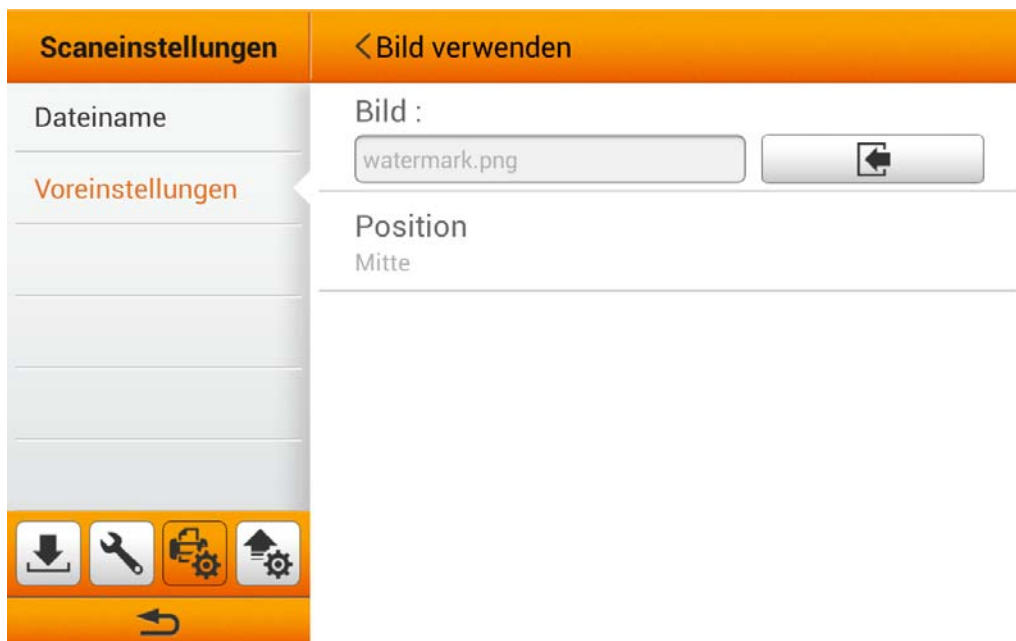 Scaneinstellungen
Bild verwenden
Dateiname
Voreinstellungen
Bild :
watermark.png
Position
Mitte